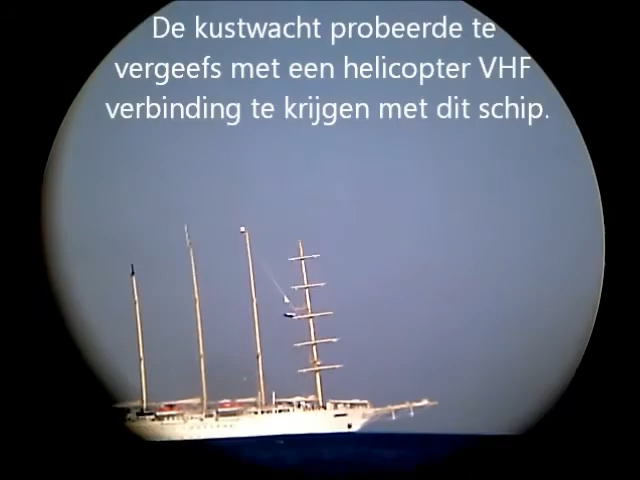 De kustwacht probeerde te
vergeefs met een helicopter VHF
verbinding te krijgen met dit schip.